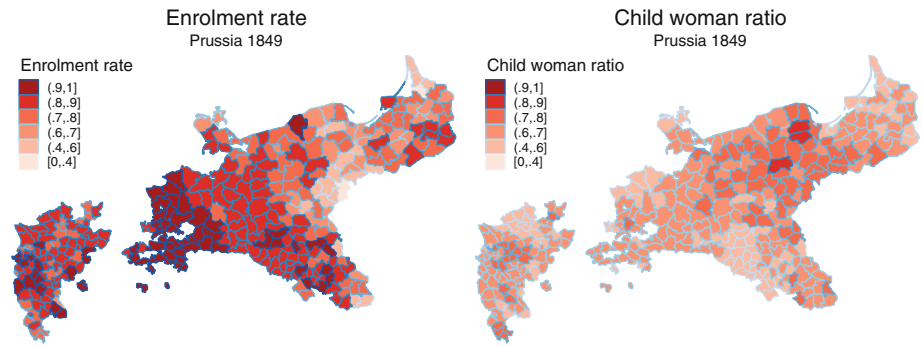 Enrolment rate
Prussia 1849
Enrolment rate
(.9,1]
(.8,.9]
(.7,.8]
(.6,.7]
(.4,.6]
[0,.4]
Child woman ratio
Prussia 1849
Child woman ratio
(.9,1]
(.8,.9]
(.7,.8]
(.6,.7]
(.4,.6]
[0,.4]